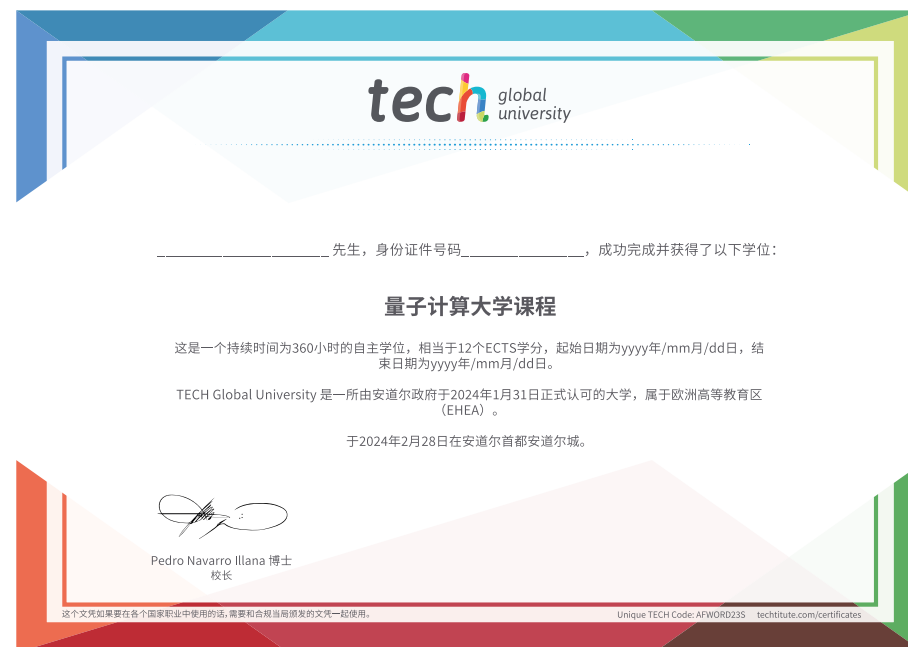 tech global
university
______________________ 先生，身份证件号码________________，成功完成并获得了以下学位：
量子计算大学课程
这是一个持续时间为360小时的自主学位，相当于12个ECTS学分，起始日期为yyyy年/mm月/dd日，结
束日期为yyyy年/mm月/dd日。
TECH Global University 是一所由安道尔政府于2024年1月31日正式认可的大学，属于欧洲高等教育区
（EHEA）。
于2024年2月28日在安道尔首都安道尔城。
Pedro Navarro Illana 博士
校长
这个文凭如果要在各个国家职业中使用的话，需要和合规当局颁发的文凭一起使用。
Unique TECH Code: AFWORD23S techtitute.com/certificates